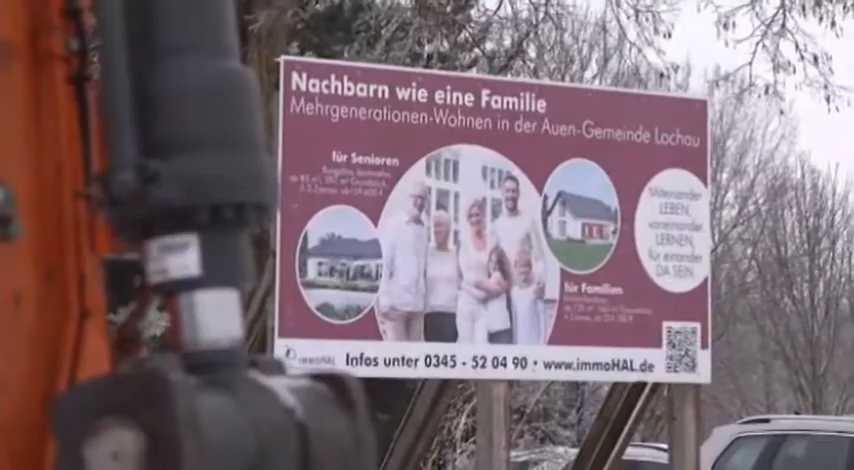 Nachbarn wie eine Familie
Mehrgenerationen-Wohnen in der Auen-Gemeinde Lochau
für Senioren
Miteinander
LEBEN,
voneinander
LERNEN,
für einander
DA SEIN.
für Familien
immoHAL
Infos unter 0345 - 52 04 90 • www.immoHAL.de